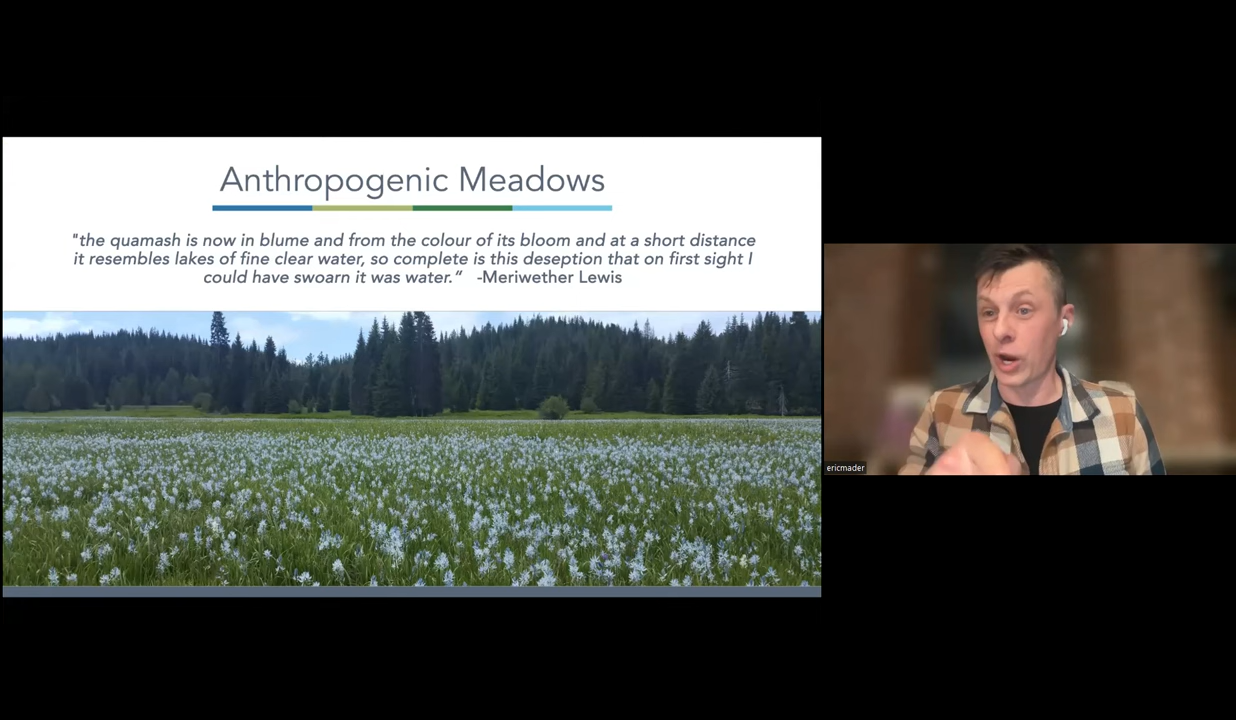 Anthropogenic Meadows
"the quamash is now in blume and from the colour of its bloom and at a short distance
it resembles lakes of fine clear water, so complete is this deseption that on first sight I
could have swoarn it was water.“ -Meriwether Lewis
ericmader